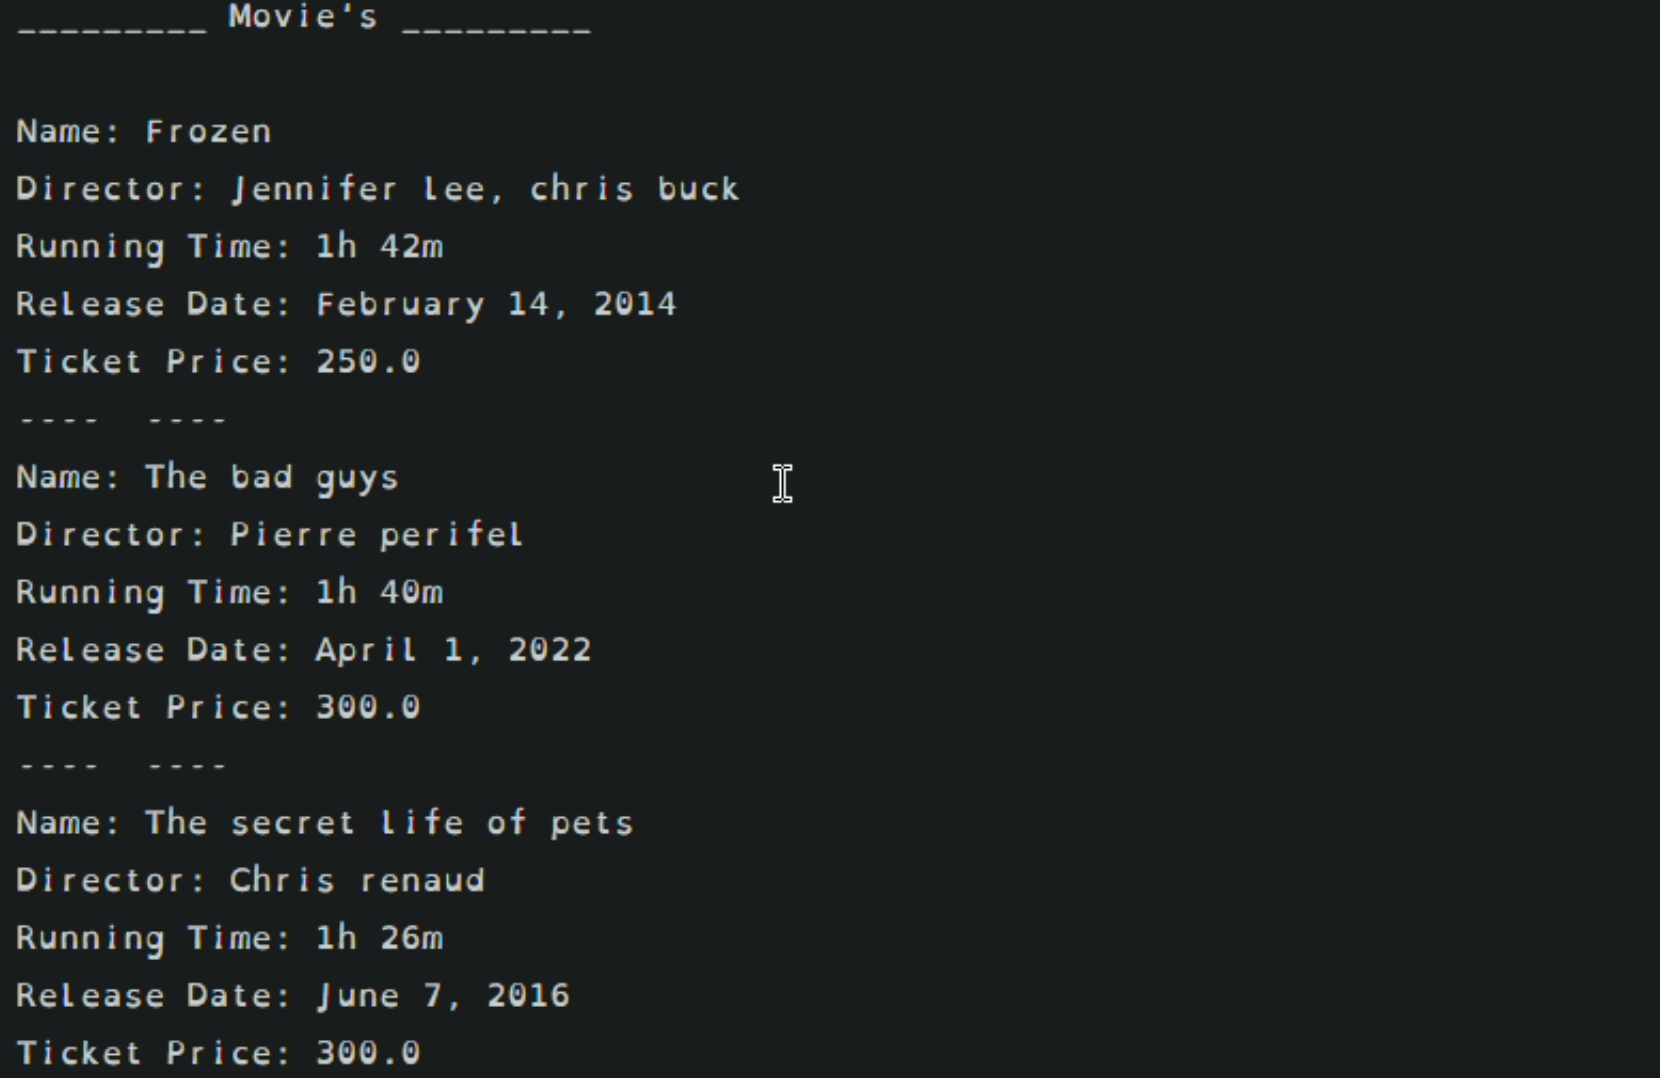 _________ Movie's _________
Name: Frozen
Director: Jennifer lee, chris buck
Running Time: 1h 42m
Release Date: February 14, 2014
Ticket Price: 250.0
----  ----
Name: The bad guys
Director: Pierre perifel
Running Time: 1h 40m
Release Date: April 1, 2022
Ticket Price: 300.0
----  ----
Name: The secret life of pets
Director: Chris renaud
Running Time: 1h 26m
Release Date: June 7, 2016
Ticket Price: 300.0